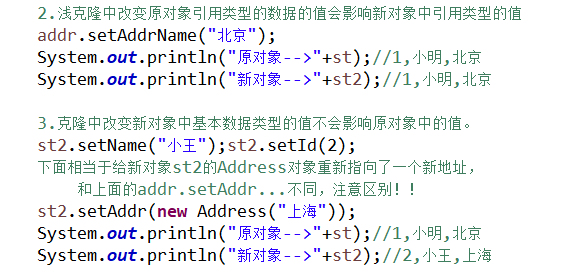 2.浅克隆中改变原对象引用类型的数据的值会影响新对象中引用类型的值
addr.setAddrName("北京");
System.out.println("原对象-->"+st);//1,小明,北京
System.out.println("新对象-->"+st2);//1,小明,北京
3.克隆中改变新对象中基本数据类型的值不会影响原对象中的值。
st2.setName("小王");st2.setId(2);
下面相当于给新对象st2的Address对象重新指向了一个新地址，
和上面的addr.setAddr...不同，注意区别！！
st2.setAddr(new Address("上海"));
System.out.println("原对象-->"+st);//1,小明,北京
System.out.println("新对象-->"+st2);//2,小王,上海